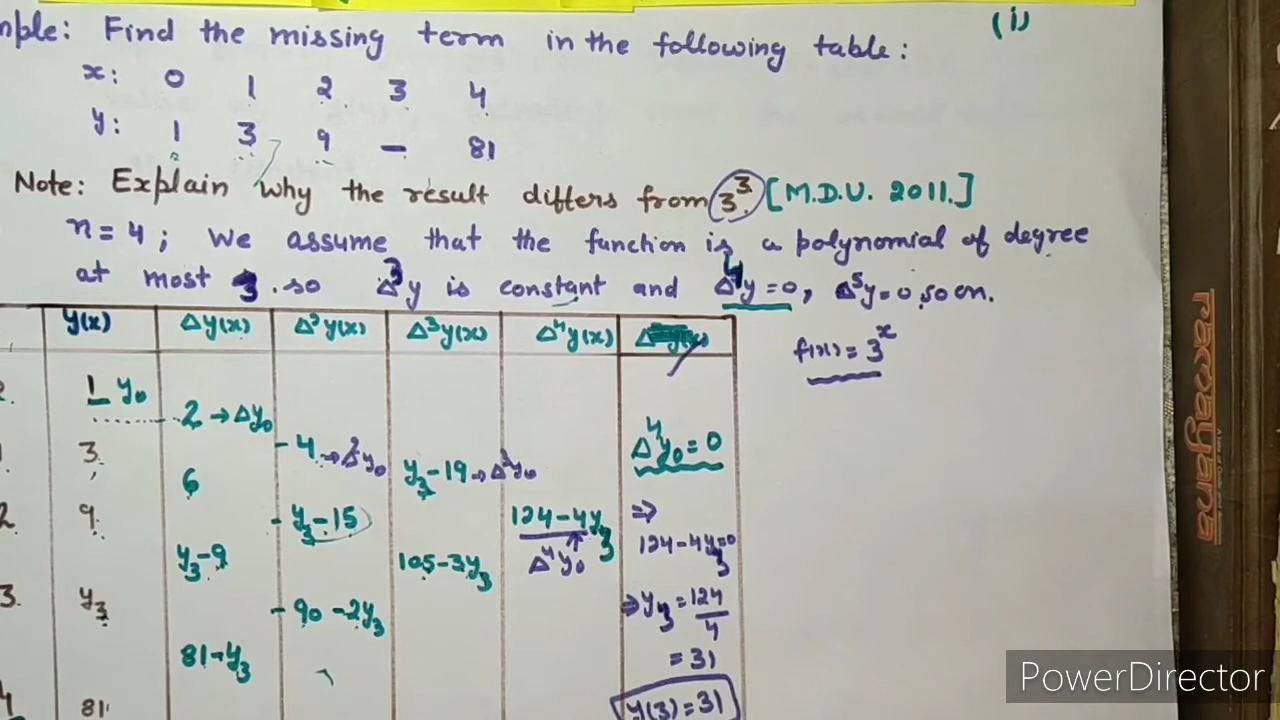 mple: Find the missing term in the following table: (i)
x: 0 1 2 3 4
y: 1 3 9 – 81
Note: Explain why the result differs from 3³. [M.D.U. 2011.]
n = 4; We assume that the function is a polynomial of degree
at most 3. so Δ³y is constant and Δ⁴y = 0, Δ⁵y = 0 so on.
y(x) Δy(x) Δ²y(x) Δ³y(x) Δ⁴y(x)
f(x) = 3ˣ
1 y₀
2 → Δy₀
4 → Δ²y₀ Δ⁴y₀ = 0
3
y₃-19 → Δ³y₀
6
2. 9 y₃-15 124-4y₃ ⇒
Δ⁴y₀ 124-4y₃=0
y₃-9 105-3y₃
3. y₃ 90-2y₃ ⇒ y₃ = 124/4
81-y₃ = 31
4 81 y(3) = 31
ramayana
PowerDirector